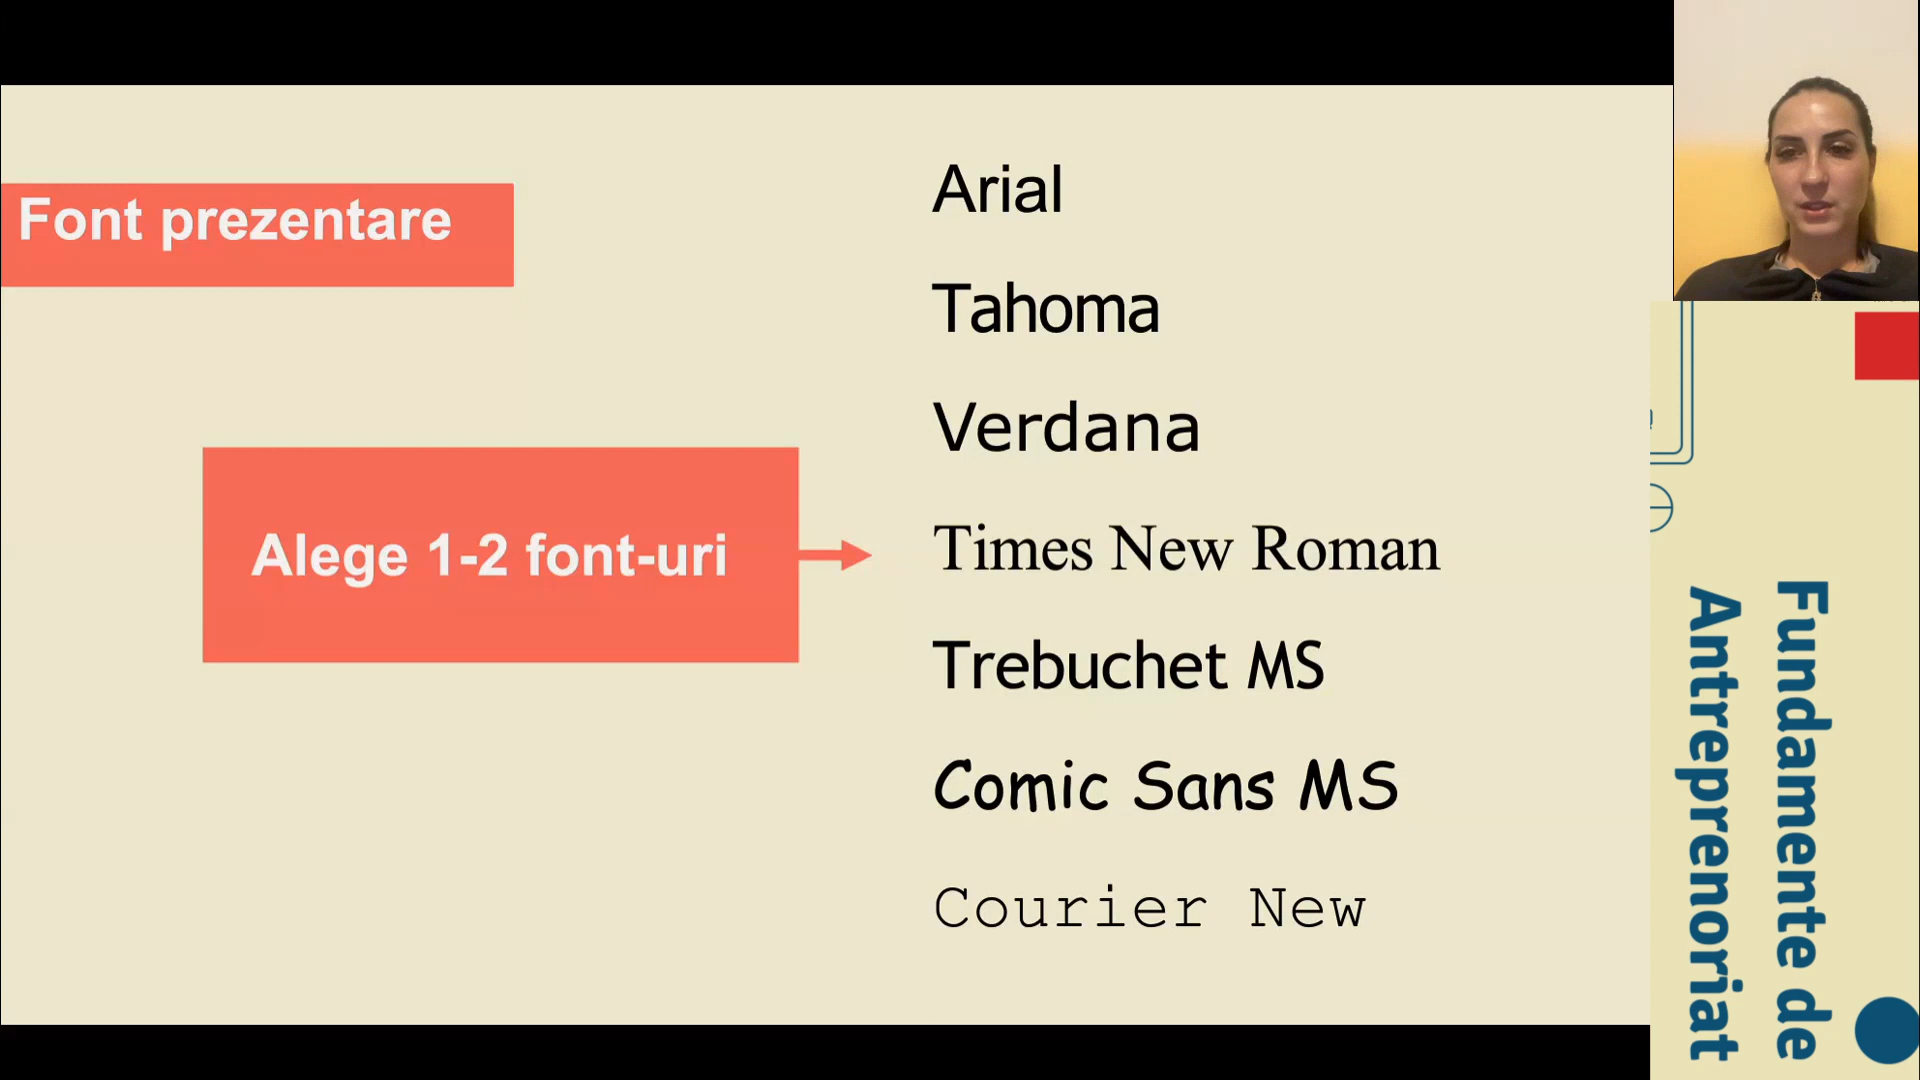 Font prezentare
Alege 1-2 font-uri
Arial
Tahoma
Verdana
Times New Roman
Trebuchet MS
Comic Sans MS
Courier New
Fundamente de
Antreprenoriat